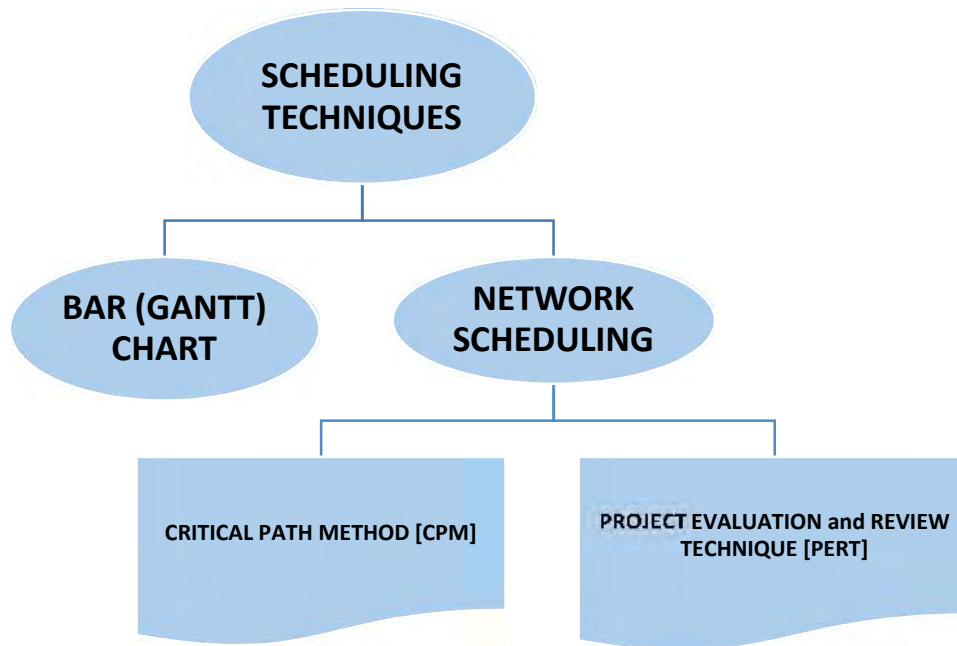 SCHEDULING
TECHNIQUES
BAR (GANTT)
CHART
NETWORK
SCHEDULING
CRITICAL PATH METHOD [CPM]
PROJECT EVALUATION and REVIEW
TECHNIQUE [PERT]